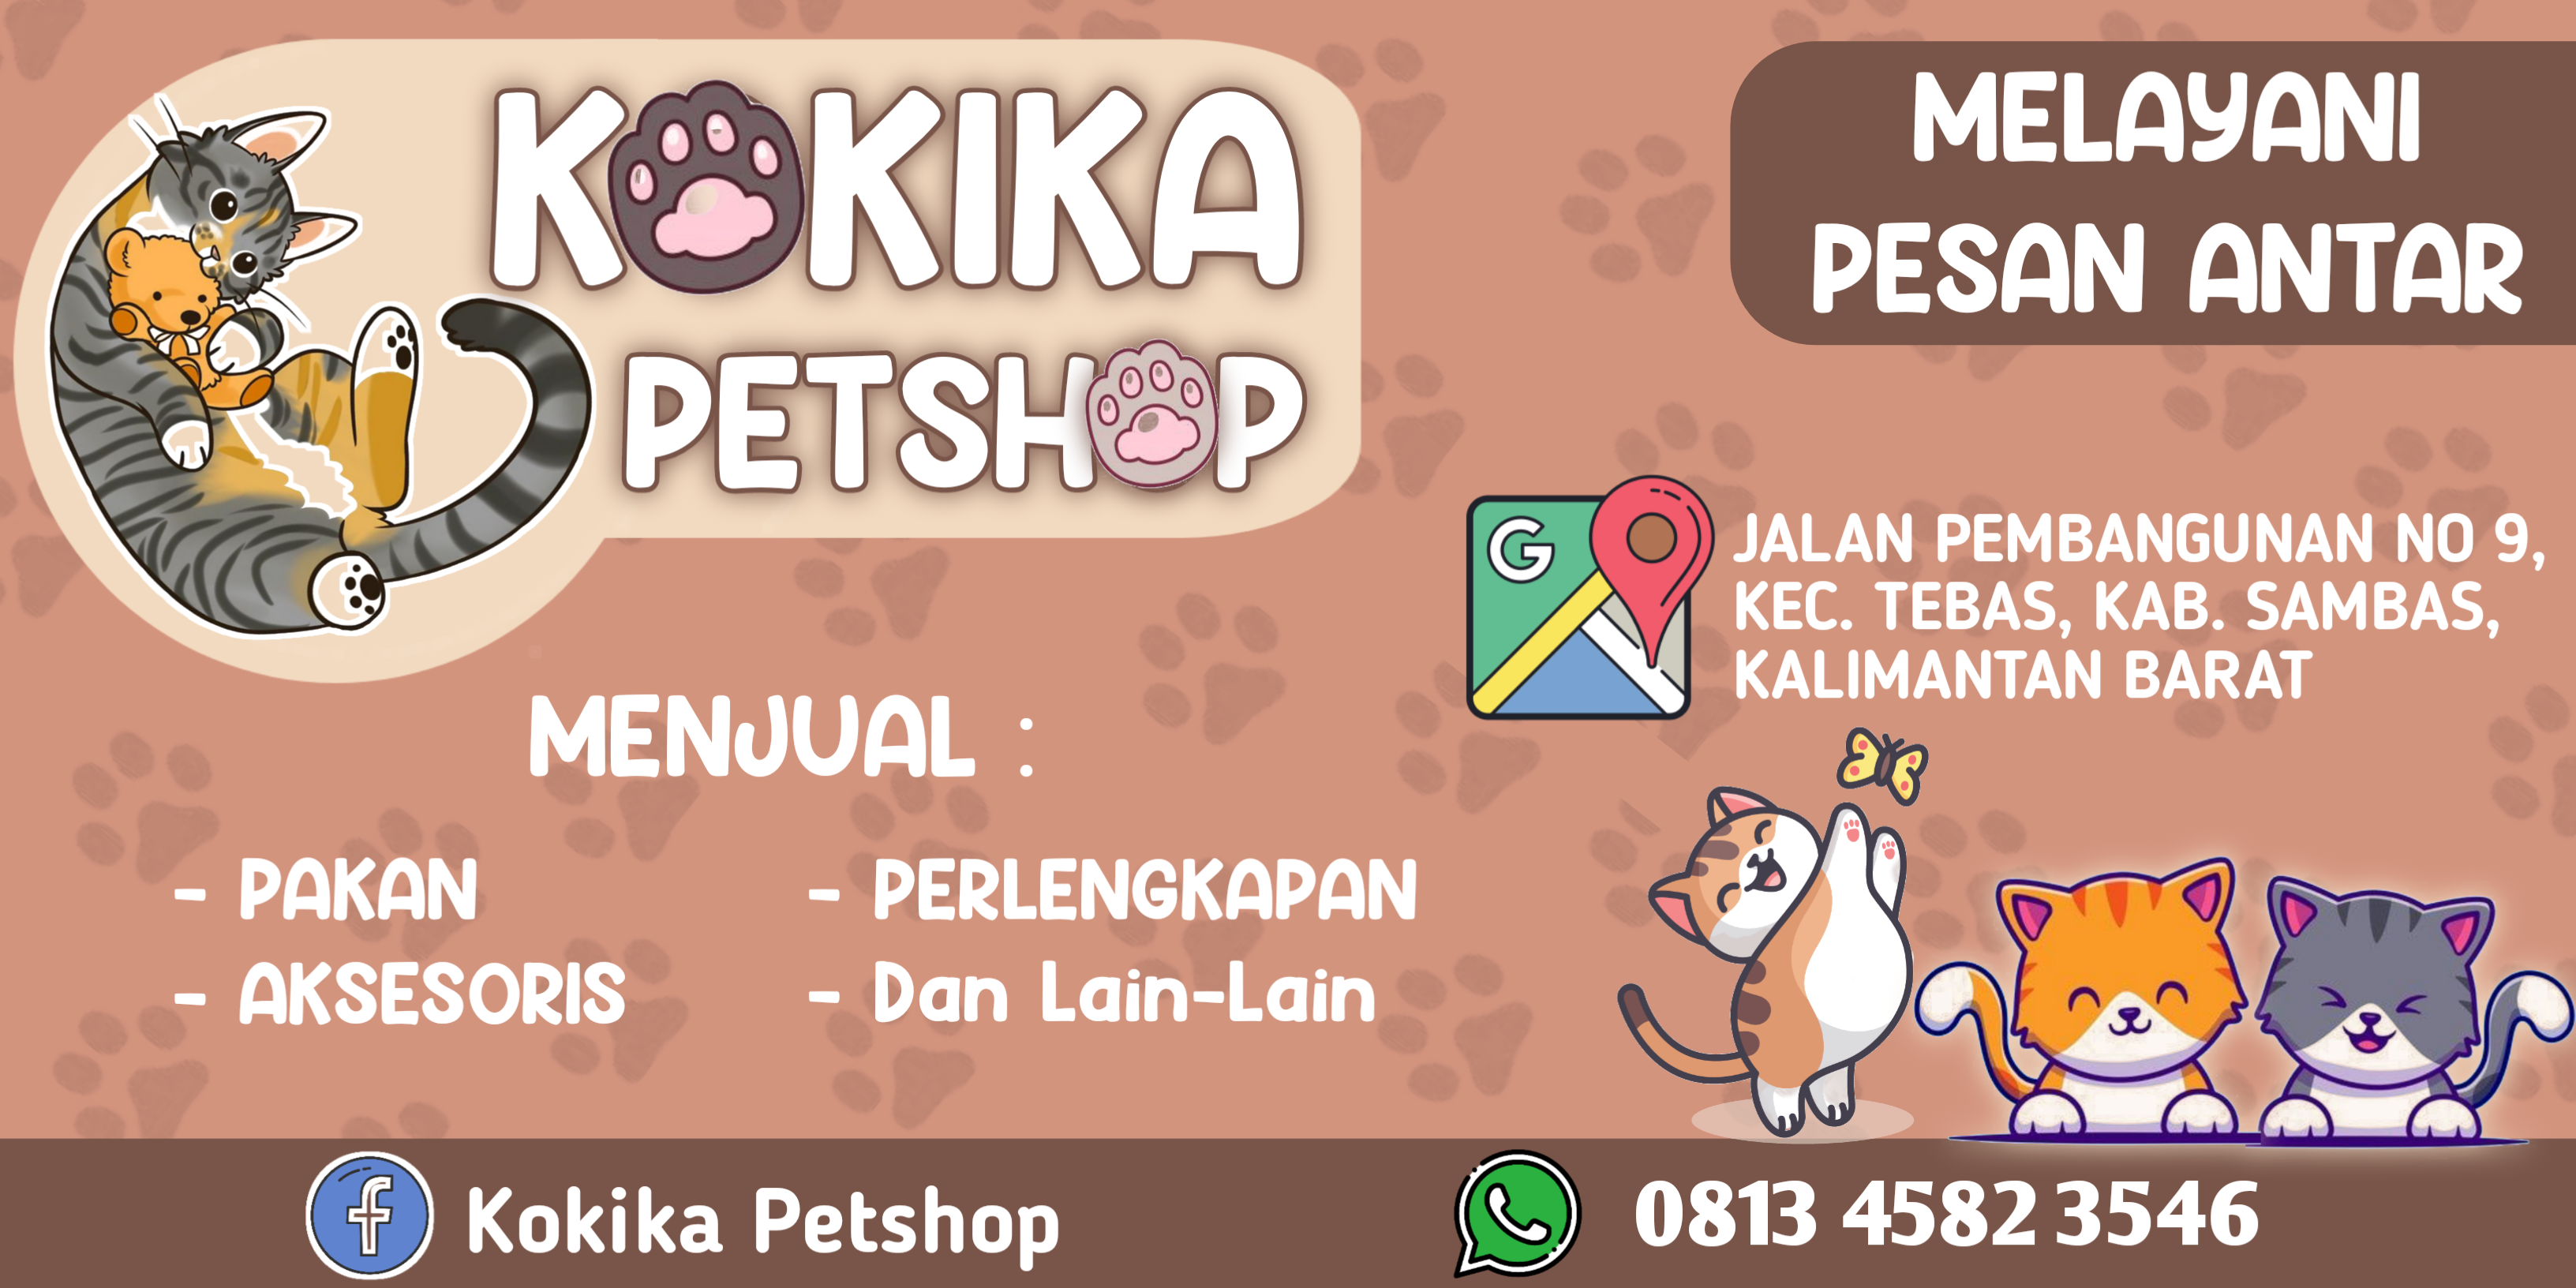 KOKIKA
PETSHOP
MELAYANI
PESAN ANTAR
G
JALAN PEMBANGUNAN NO 9,
KEC. TEBAS, KAB. SAMBAS,
KALIMANTAN BARAT
MENJUAL :
- PAKAN
- AKSESORIS
- PERLENGKAPAN
- Dan Lain-Lain
f Kokika Petshop
0813 4582 3546